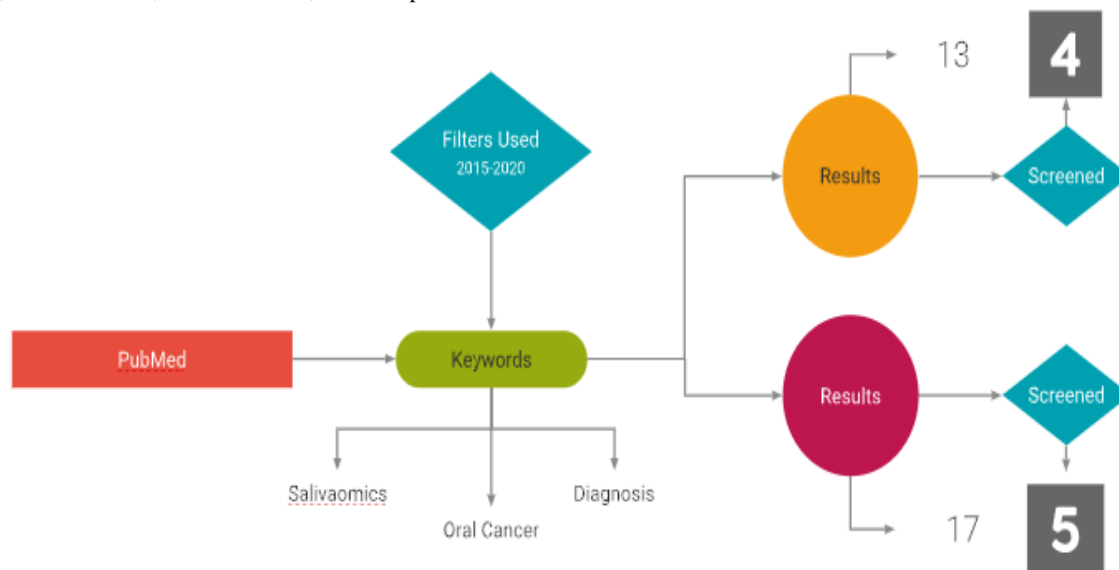 13
4
Filters Used
2015-2020
Results
Screened
PubMed
Keywords
Results
Screened
Salivaomics
Diagnosis
Oral Cancer
17
5